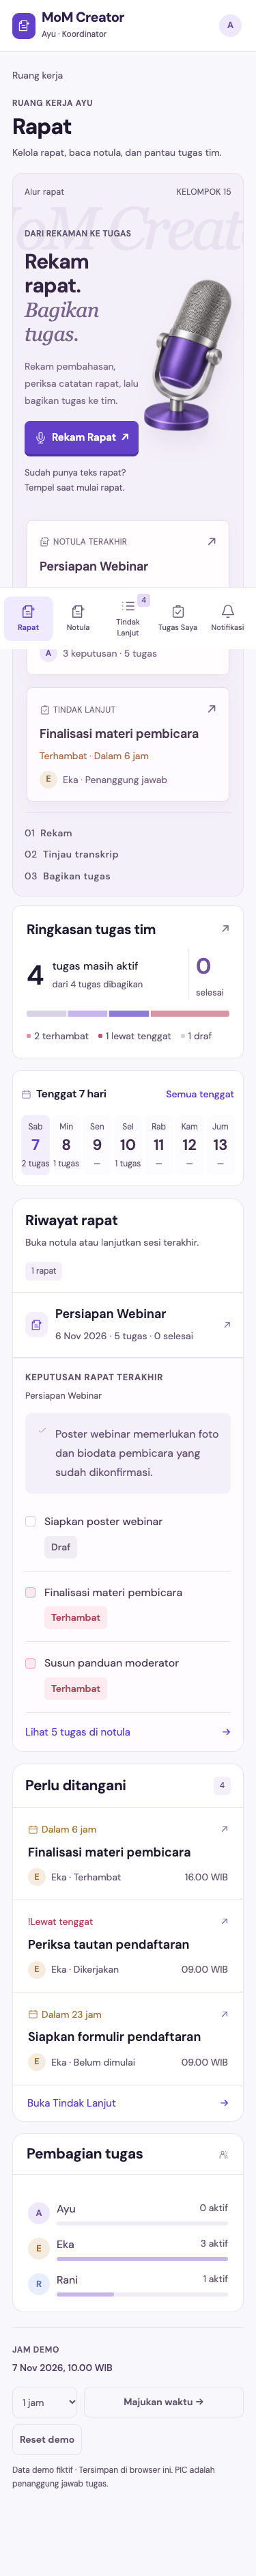 MoM Creator
Ayu · Koordinator
A
Ruang kerja
RUANG KERJA AYU
Rapat
Kelola rapat, baca notula, dan pantau tugas tim.
Alur rapat
KELOMPOK 15
MoM Creator
DARI REKAMAN KE TUGAS
Rekam
rapat.
Bagikan
tugas.
Rekam pembahasan,
periksa catatan rapat, lalu
bagikan tugas ke tim.
Rekam Rapat ↗
Sudah punya teks rapat?
Tempel saat mulai rapat.
NOTULA TERAKHIR
Persiapan Webinar
Rapat
Notula
4
Tindak
Lanjut
Tugas Saya
Notifikasi
A 3 keputusan · 5 tugas
TINDAK LANJUT
Finalisasi materi pembicara
Terhambat · Dalam 6 jam
E Eka · Penanggung jawab
01 Rekam
02 Tinjau transkrip
03 Bagikan tugas
Ringkasan tugas tim
4 tugas masih aktif
dari 4 tugas dibagikan
0
selesai
2 terhambat
1 lewat tenggat
1 draf
Tenggat 7 hari
Semua tenggat
Sab Min Sen Sel Rab Kam Jum
7 8 9 10 11 12 13
2 tugas 1 tugas – 1 tugas – – –
Riwayat rapat
Buka notula atau lanjutkan sesi terakhir.
1 rapat
Persiapan Webinar
6 Nov 2026 · 5 tugas · 0 selesai
KEPUTUSAN RAPAT TERAKHIR
Persiapan Webinar
Poster webinar memerlukan foto
dan biodata pembicara yang
sudah dikonfirmasi.
Siapkan poster webinar
Draf
Finalisasi materi pembicara
Terhambat
Susun panduan moderator
Terhambat
Lihat 5 tugas di notula →
Perlu ditangani
4
Dalam 6 jam
Finalisasi materi pembicara
E Eka · Terhambat 16.00 WIB
!Lewat tenggat
Periksa tautan pendaftaran
E Eka · Dikerjakan 09.00 WIB
Dalam 23 jam
Siapkan formulir pendaftaran
E Eka · Belum dimulai 09.00 WIB
Buka Tindak Lanjut →
Pembagian tugas
A Ayu 0 aktif
E Eka 3 aktif
R Rani 1 aktif
JAM DEMO
7 Nov 2026, 10.00 WIB
1 jam
Majukan waktu →
Reset demo
Data demo fiktif · Tersimpan di browser ini. PIC adalah
penanggung jawab tugas.